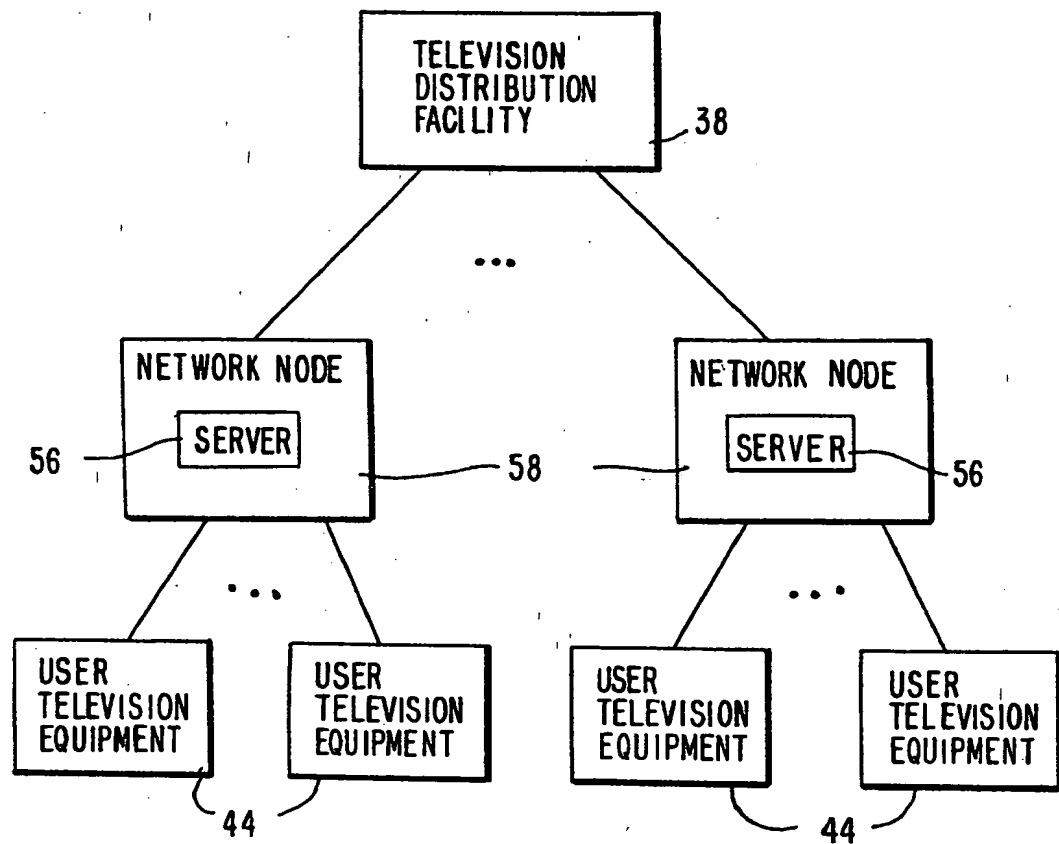 TELEVISION
DISTRIBUTION
FACILITY
38
...
NETWORK NODE
SERVER
56
58
NETWORK NODE
SERVER
56
...
...
USER
TELEVISION
EQUIPMENT
USER
TELEVISION
EQUIPMENT
USER
TELEVISION
EQUIPMENT
USER
TELEVISION
EQUIPMENT
44
44